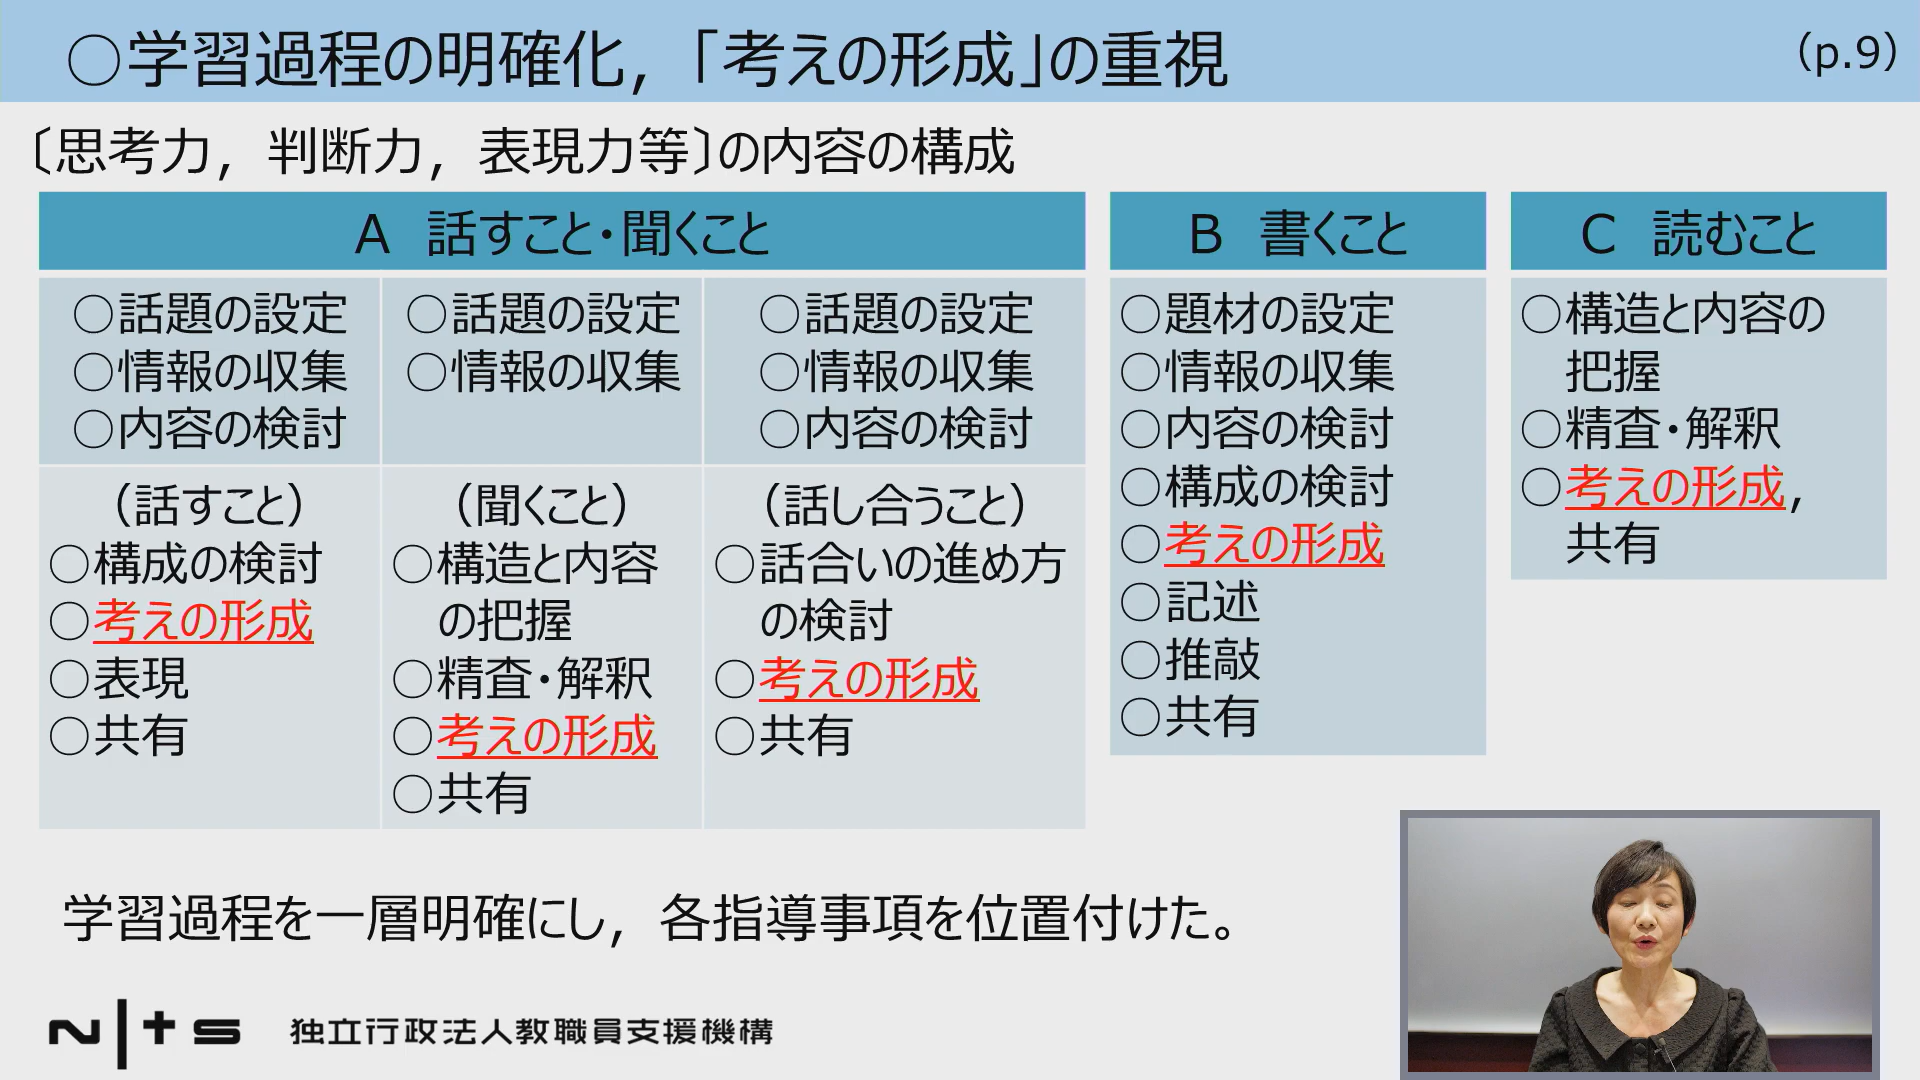 ○学習過程の明確化，「考えの形成」の重視
（p.9）
〔思考力，判断力，表現力等〕の内容の構成
A　話すこと・聞くこと
○話題の設定
○情報の収集
○内容の検討
○話題の設定
○情報の収集
○話題の設定
○情報の収集
○内容の検討
（話すこと）
○構成の検討
○考えの形成
○表現
○共有
（聞くこと）
○構造と内容
の把握
○精査・解釈
○考えの形成
○共有
（話し合うこと）
○話合いの進め方
の検討
○考えの形成
○共有
B　書くこと
○題材の設定
○情報の収集
○内容の検討
○構成の検討
○考えの形成
○記述
○推敲
○共有
C　読むこと
○構造と内容の
把握
○精査・解釈
○考えの形成，
共有
学習過程を一層明確にし，各指導事項を位置付けた。
NITS 独立行政法人教職員支援機構